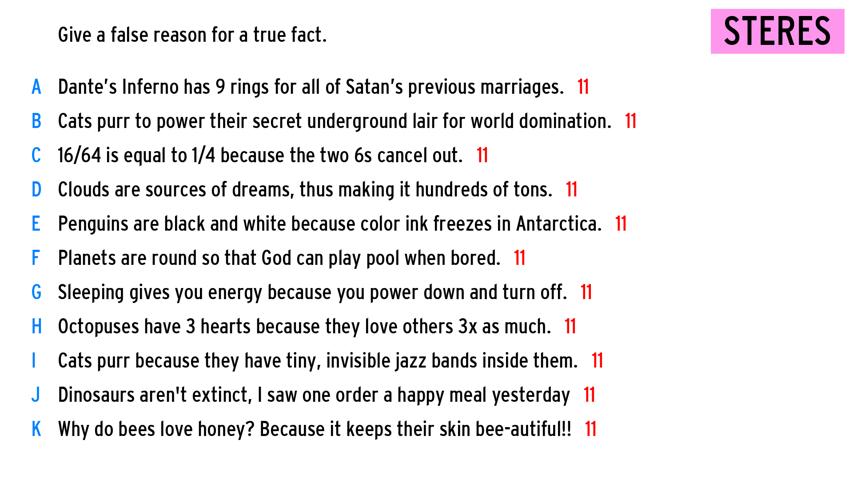 Give a false reason for a true fact.
STERES
A Dante's Inferno has 9 rings for all of Satan's previous marriages. 11
B Cats purr to power their secret underground lair for world domination. 11
C 16/64 is equal to 1/4 because the two 6s cancel out. 11
D Clouds are sources of dreams, thus making it hundreds of tons. 11
E Penguins are black and white because color ink freezes in Antarctica. 11
F Planets are round so that God can play pool when bored. 11
G Sleeping gives you energy because you power down and turn off. 11
H Octopuses have 3 hearts because they love others 3x as much. 11
I Cats purr because they have tiny, invisible jazz bands inside them. 11
J Dinosaurs aren't extinct, I saw one order a happy meal yesterday 11
K Why do bees love honey? Because it keeps their skin bee-autiful!! 11